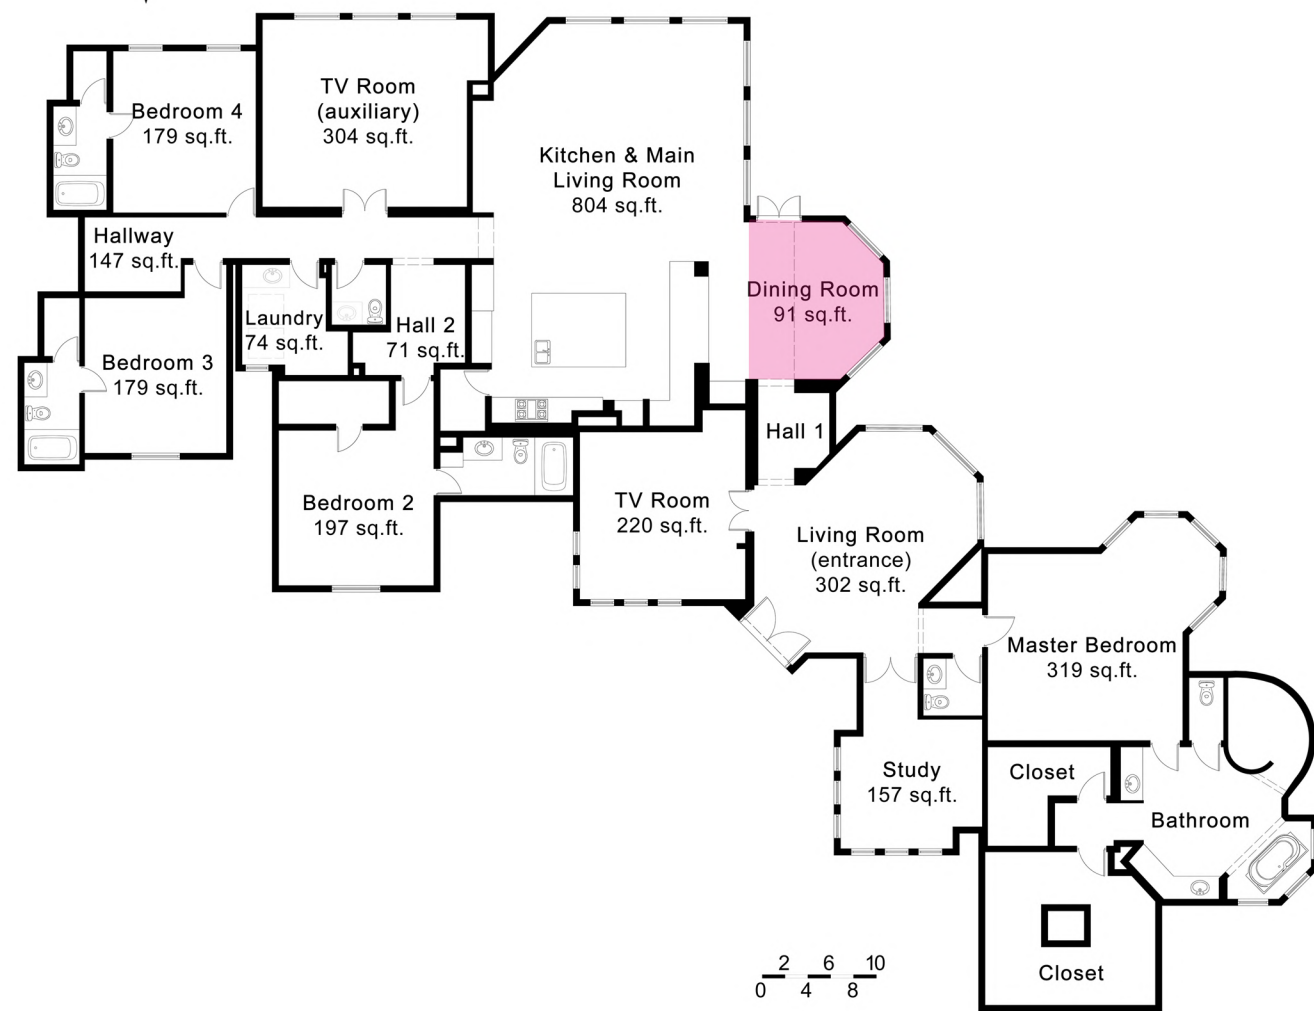 TV Room
(auxiliary)
304 sq.ft.
Bedroom 4
179 sq.ft.
Kitchen & Main
Living Room
804 sq.ft.
Hallway
147 sq.ft.
Dining Room
91 sq.ft.
Laundry
74 sq.ft.
Hall 2
71 sq.ft.
Bedroom 3
179 sq.ft.
Hall 1
Bedroom 2
197 sq.ft.
TV Room
220 sq.ft.
Living Room
(entrance)
302 sq.ft.
Master Bedroom
319 sq.ft.
Study
157 sq.ft.
Closet
Bathroom
Closet
2 6 10
0 4 8